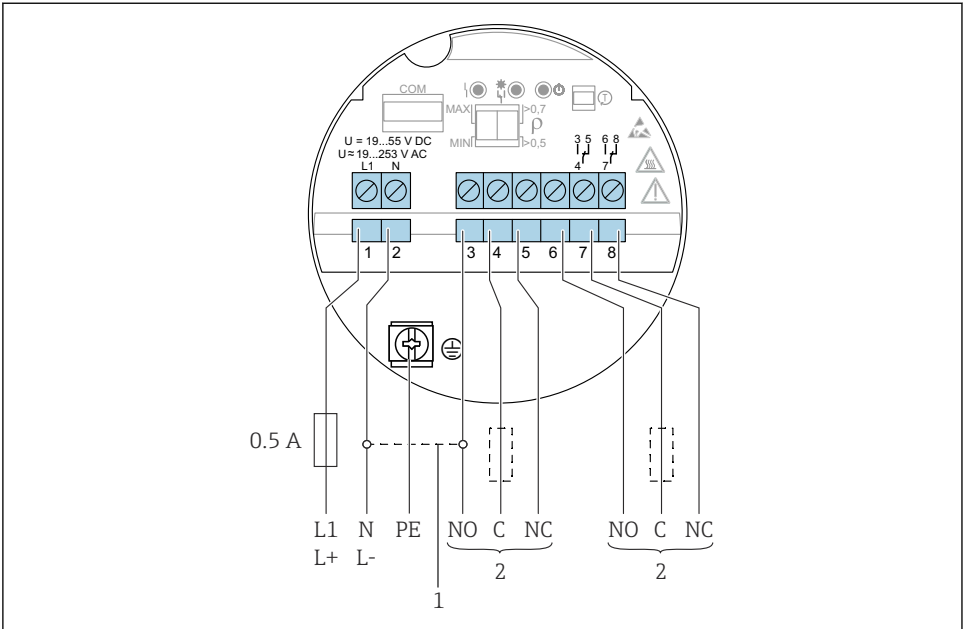 COM
MAX >0,7
ρ
MIN >0,5
T
U = 19...55 V DC
U≂19...253 V AC
L1 N
3 5 6 8
4 7
1 2 3 4 5 6 7 8
0.5 A
L1 N PE NO C NC NO C NC
L+ L- 2 2
1